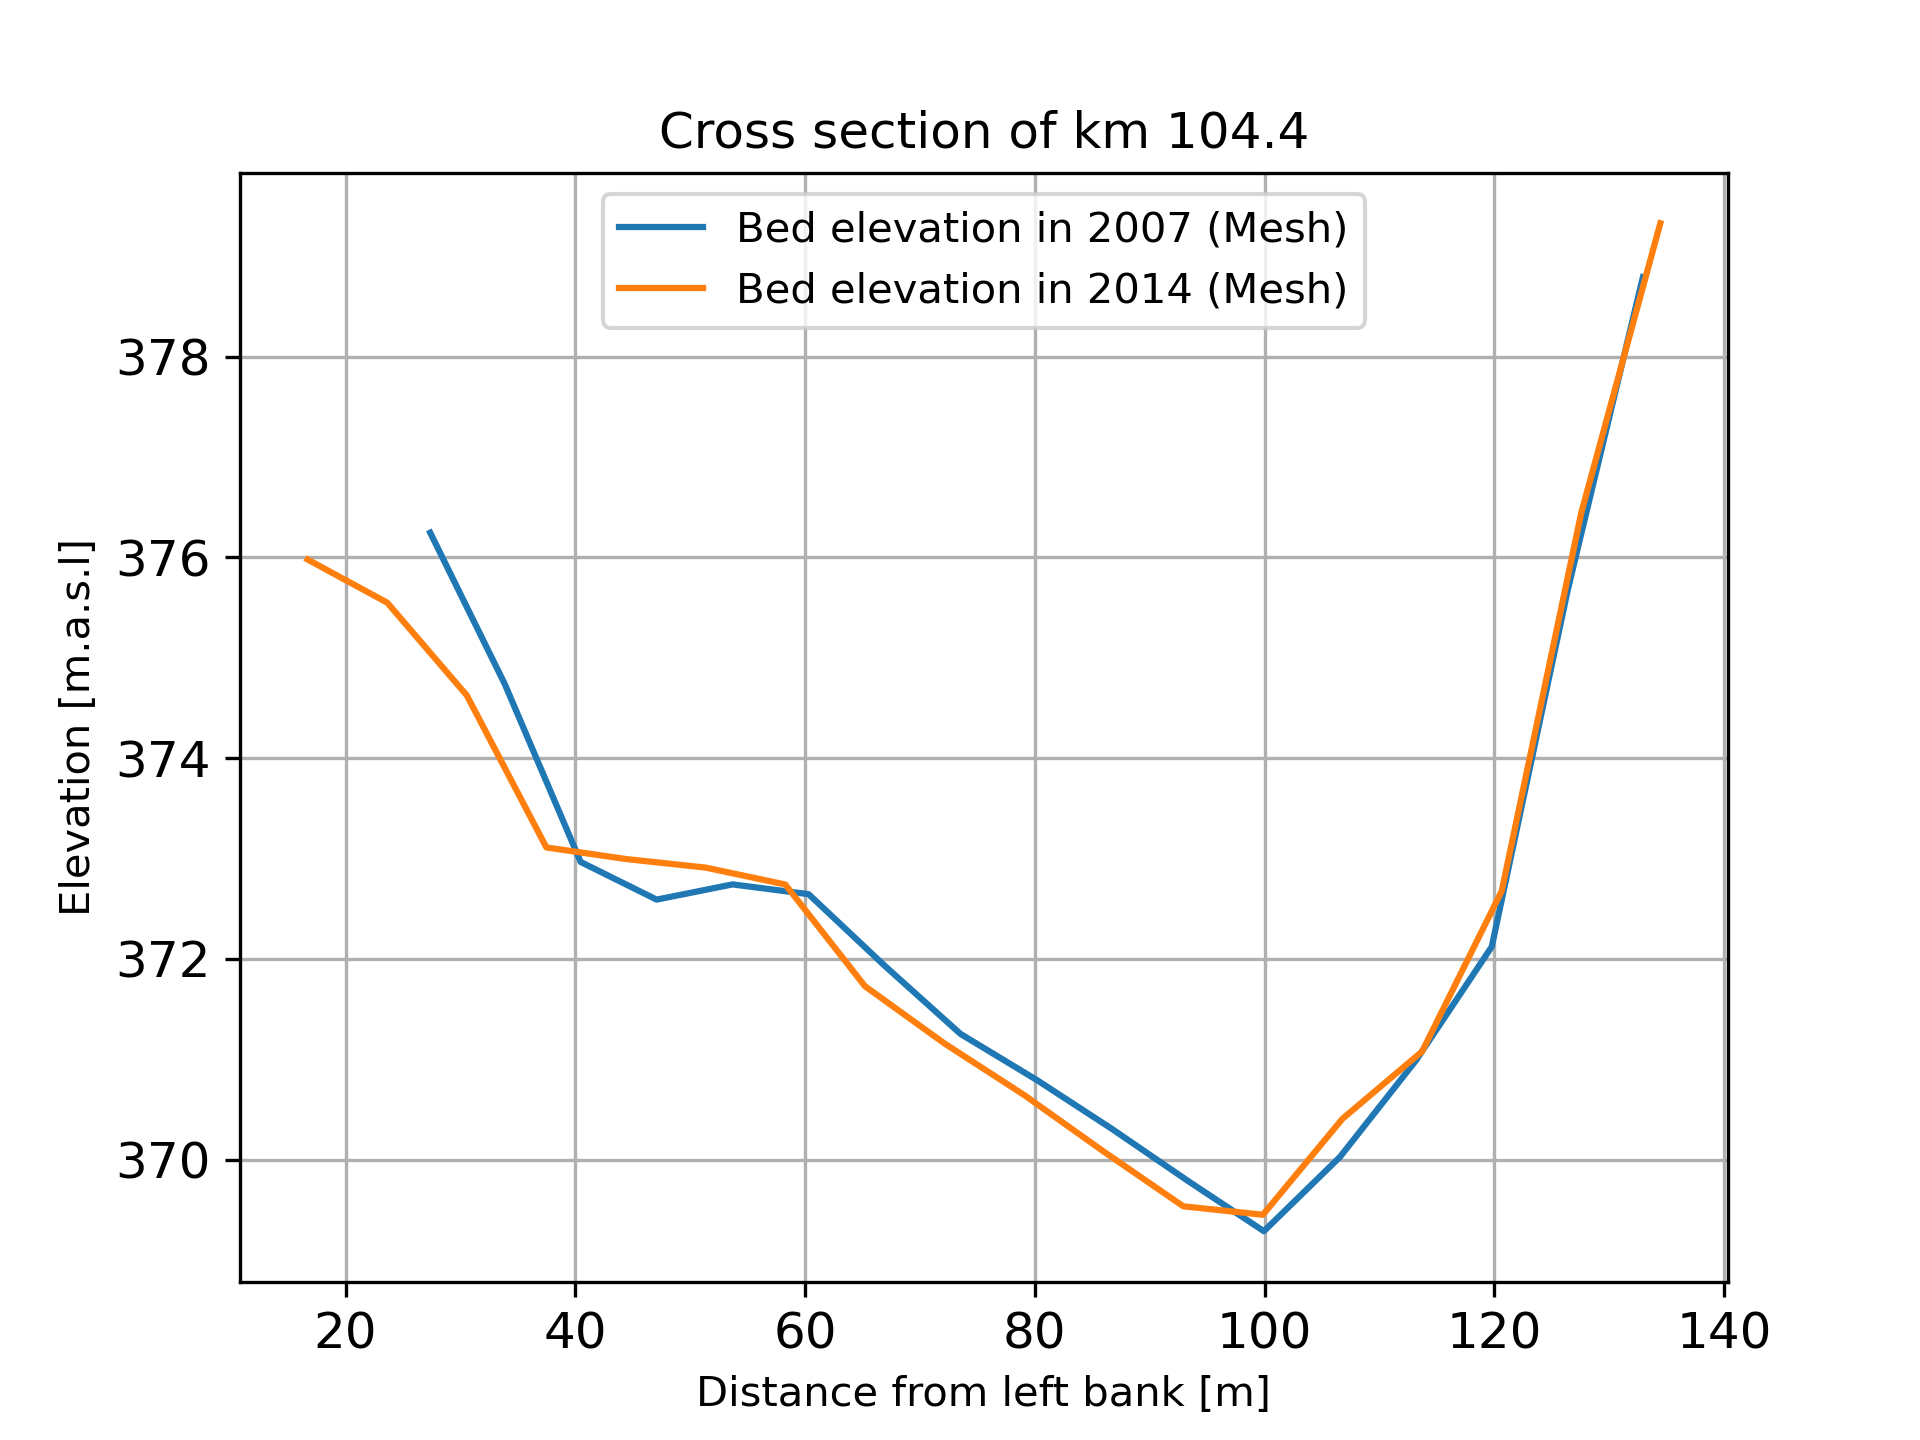 Cross section of km 104.4
Bed elevation in 2007 (Mesh)
Bed elevation in 2014 (Mesh)
378
376
374
372
370
Elevation [m.a.s.l]
20 40 60 80 100 120 140
Distance from left bank [m]